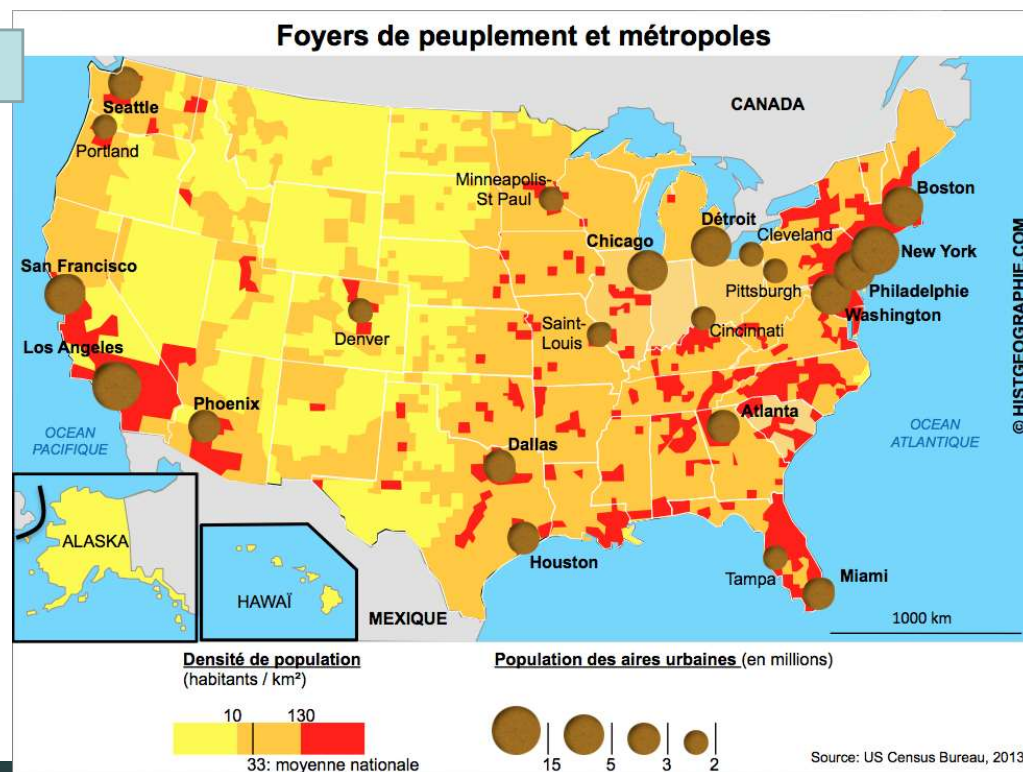 Foyers de peuplement et métropoles
CANADA
Seattle
Portland
Minneapolis-
St Paul
Boston
Détroit
Cleveland
Chicago
New York
San Francisco
Pittsburgh
Philadelphie
Denver
Saint-
Louis
Cincinnati
Washington
Los Angeles
Phoenix
Atlanta
OCEAN
PACIFIQUE
OCEAN
ATLANTIQUE
Dallas
ALASKA
Houston
Tampa
Miami
HAWAÏ
MEXIQUE
1000 km
© HISTGEOGRAPHIE.COM
Densité de population
(habitants / km²)
10 130
33: moyenne nationale
Population des aires urbaines (en millions)
15 5 3 2
Source: US Census Bureau, 2013